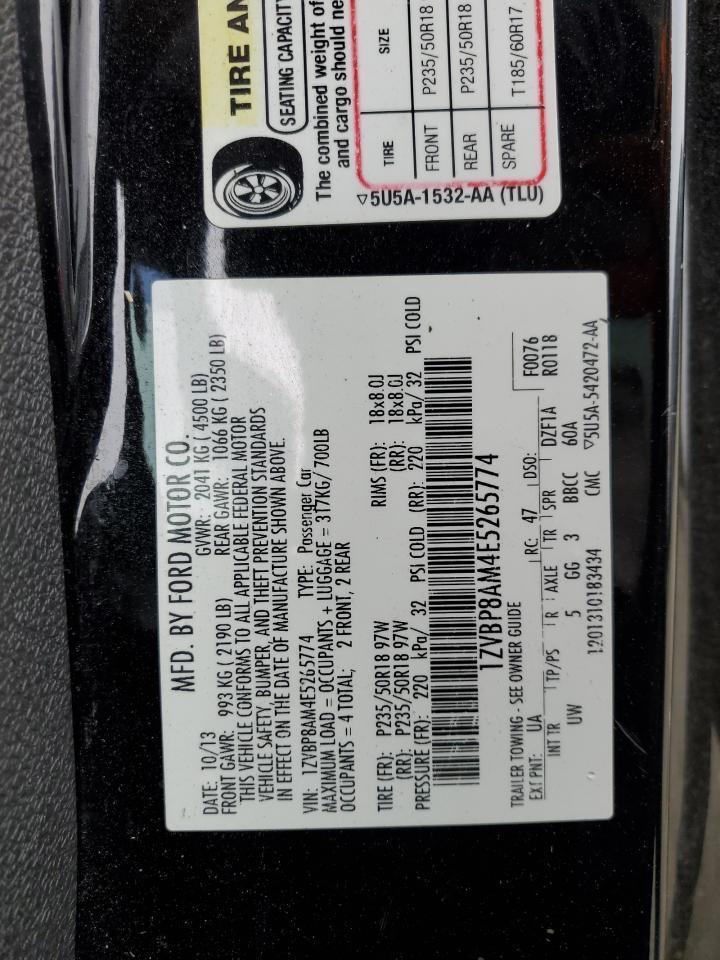 TIRE AN
SEATING CAPACITY
The combined weight of
and cargo should ne
TIRE SIZE
FRONT P235/50R18
REAR P235/50R18
SPARE T185/60R17
▽5U5A-1532-AA (TLU)
MFD. BY FORD MOTOR CO.
DATE: 10/13 GVWR: 2041 KG ( 4500 LB)
FRONT GAWR: 993 KG ( 2190 LB) REAR GAWR: 1066 KG ( 2350 LB)
THIS VEHICLE CONFORMS TO ALL APPLICABLE FEDERAL MOTOR
VEHICLE SAFETY, BUMPER, AND THEFT PREVENTION STANDARDS
IN EFFECT ON THE DATE OF MANUFACTURE SHOWN ABOVE.
VIN: 1ZVBP8AM4E5265774 TYPE: Passenger Car
MAXIMUM LOAD = OCCUPANTS + LUGGAGE = 317KG/ 700LB
OCCUPANTS = 4 TOTAL: 2 FRONT, 2 REAR
TIRE (FR): P235/50R18 97W RIMS (FR): 18x8.0J
(RR): P235/50R18 97W (RR): 18x8.0J
PRESSURE (FR): 220 kPa/ 32 PSI COLD (RR): 220 kPa/ 32 PSI COLD
1ZVBP8AM4E5265774
TRAILER TOWING - SEE OWNER GUIDE
EXT PNT: UA RC: 47 DSO: F0076
INT TR TP/PS R AXLE TR SPR DZF1A R0118
UW 5 GG 3 BBCC 60A
1201310183434 CMC ▽5U5A-5420472-AA